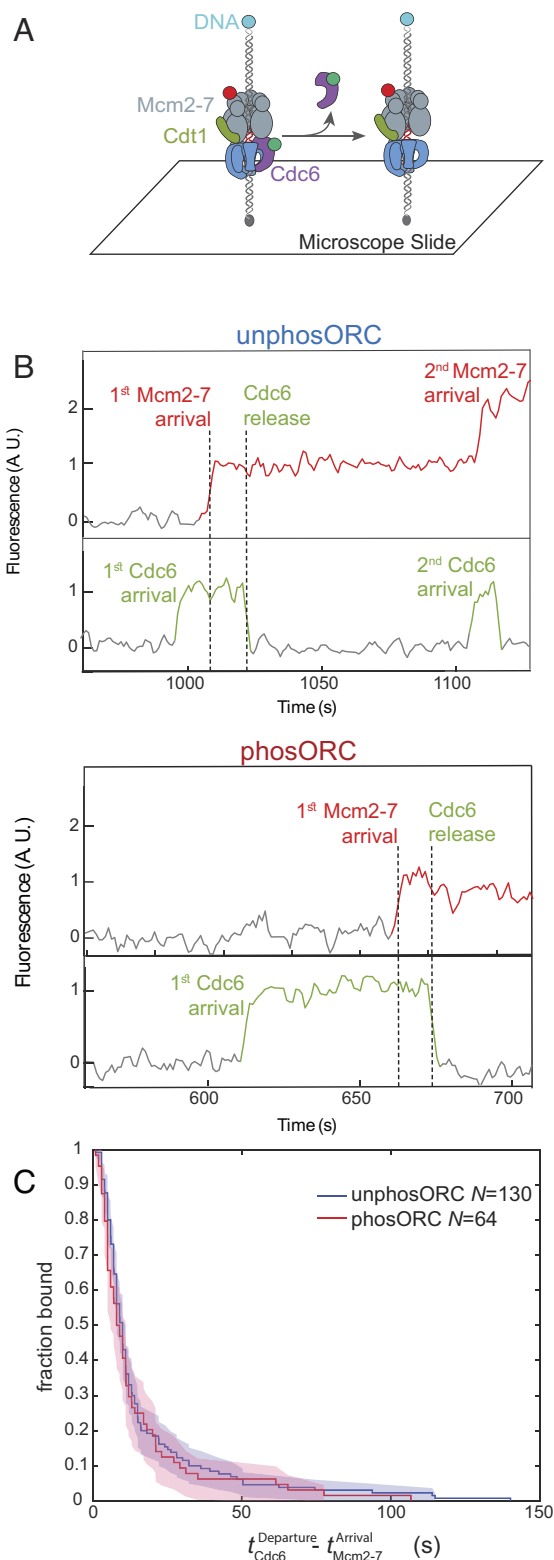 A
DNA
Mcm2-7
Cdt1
Cdc6
Microscope Slide
unphosORC
B
Fluorescence (A.U.)
2
1
0
1st Mcm2-7
arrival
Cdc6
release
2nd Mcm2-7
arrival
1
0
1st Cdc6
arrival
2nd Cdc6
arrival
1000
1050
1100
Time (s)
phosORC
Fluorescence (A.U.)
2
1
0
1st Mcm2-7
arrival
Cdc6
release
1
0
1st Cdc6
arrival
600
650
700
Time (s)
C
fraction bound
1
0.9
0.8
0.7
0.6
0.5
0.4
0.3
0.2
0.1
0
unphosORC N=130
phosORC N=64
0
50
100
150
t Departure Cdc6 - t Arrival Mcm2-7 (s)